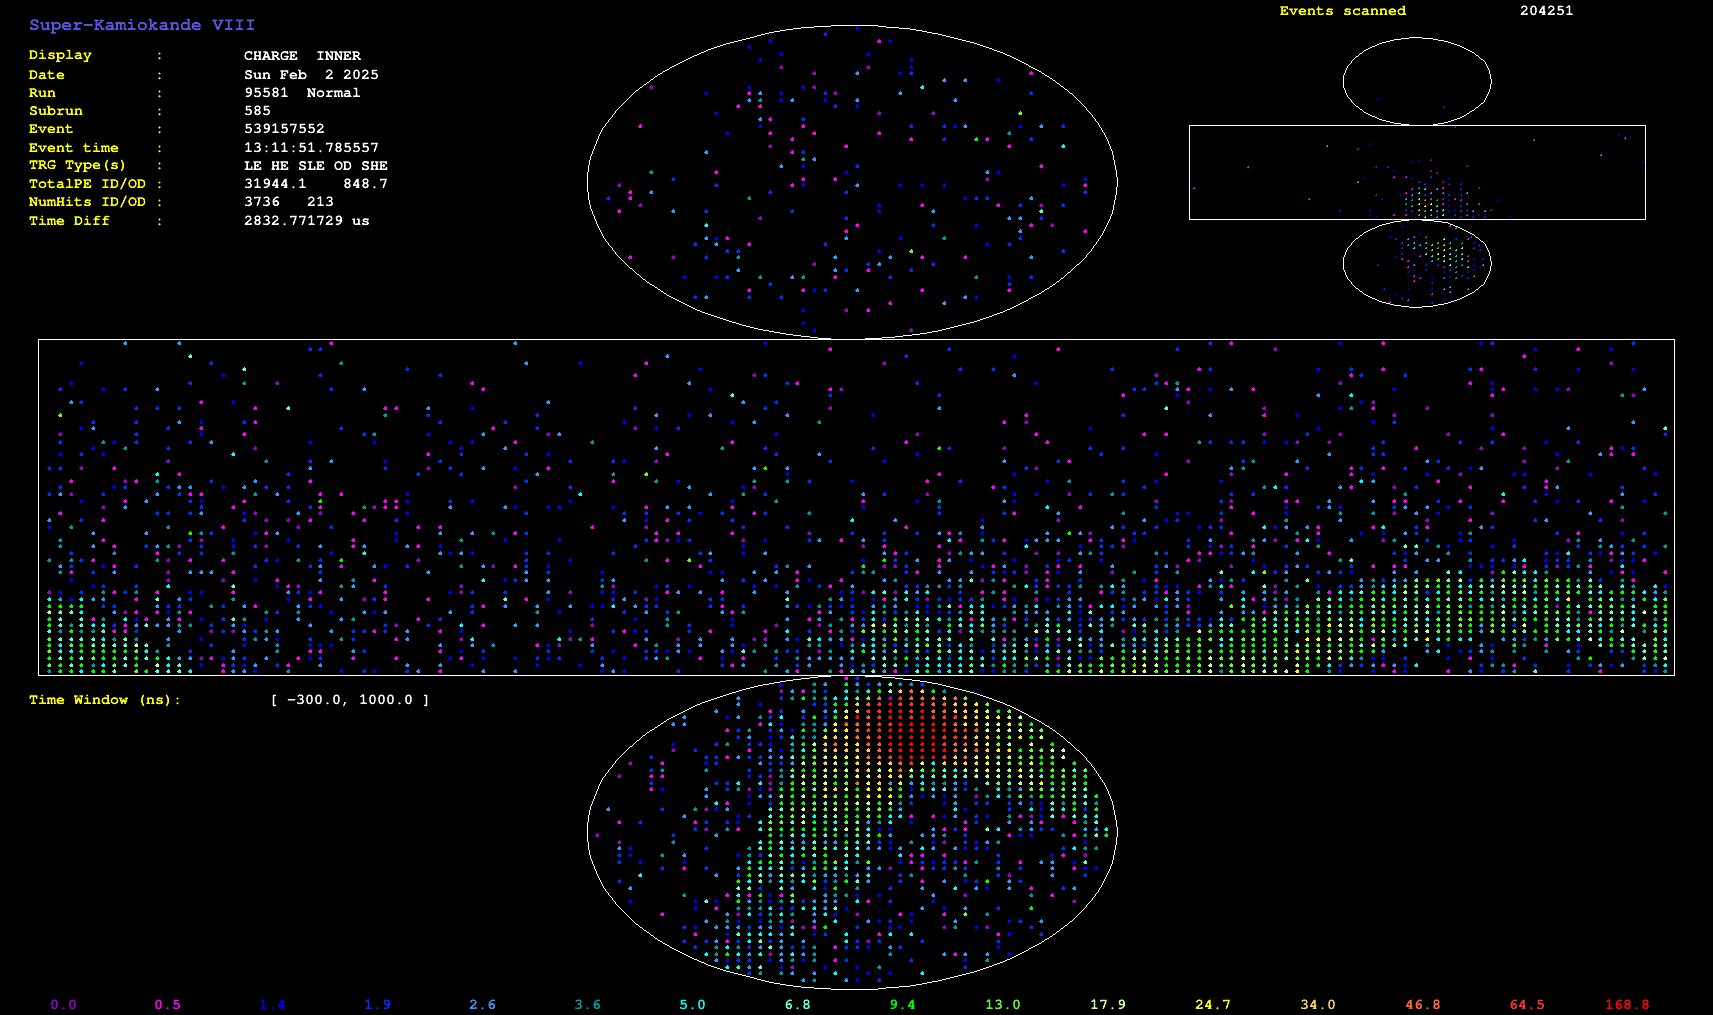 Super-Kamiokande VIII
Events scanned 204251
Display : CHARGE INNER
Date : Sun Feb 2 2025
Run : 95581 Normal
Subrun : 585
Event : 539157552
Event time : 13:11:51.785557
TRG Type(s) : LE HE SLE OD SHE
TotalPE ID/OD : 31944.1 848.7
NumHits ID/OD : 3736 213
Time Diff : 2832.771729 us
Time Window (ns): [ -300.0, 1000.0 ]
0.0 0.5 1.4 1.9 2.6 3.6 5.0 6.8 9.4 13.0 17.9 24.7 34.0 46.8 64.5 168.8